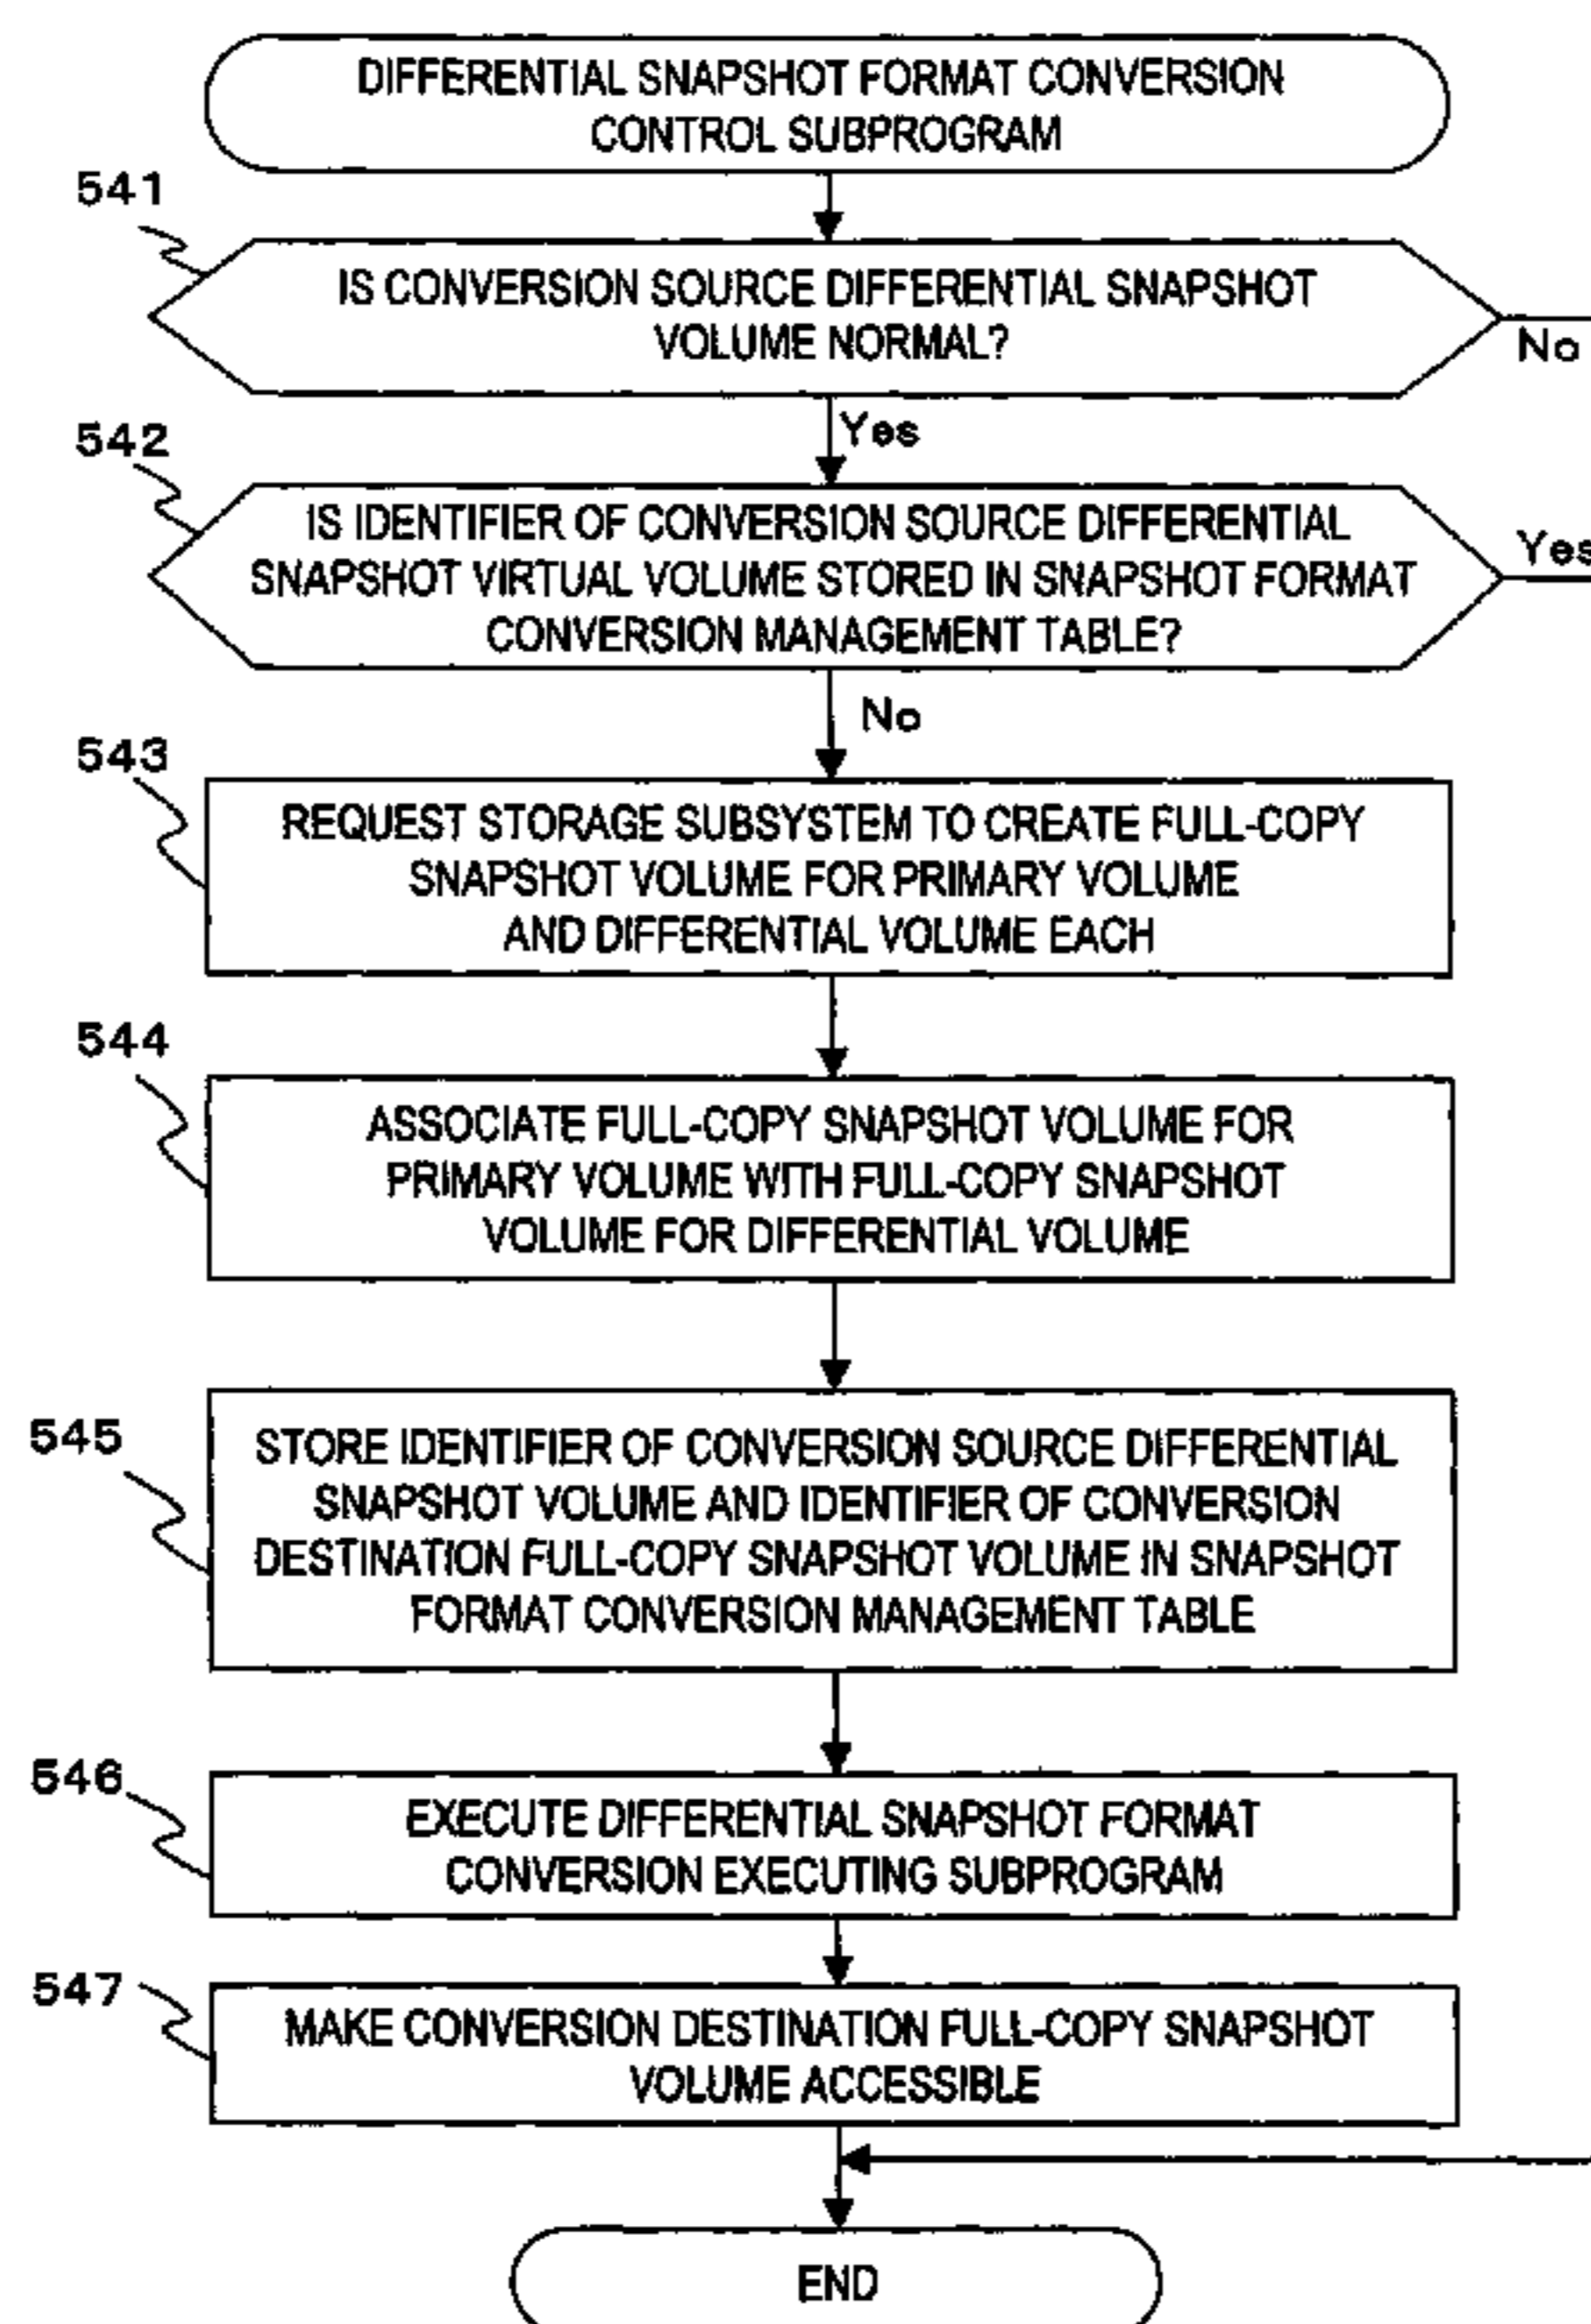 DIFFERENTIAL SNAPSHOT FORMAT CONVERSION
CONTROL SUBPROGRAM
541
IS CONVERSION SOURCE DIFFERENTIAL SNAPSHOT
VOLUME NORMAL?
No
Yes
542
IS IDENTIFIER OF CONVERSION SOURCE DIFFERENTIAL
SNAPSHOT VIRTUAL VOLUME STORED IN SNAPSHOT FORMAT
CONVERSION MANAGEMENT TABLE?
Yes
No
543
REQUEST STORAGE SUBSYSTEM TO CREATE FULL-COPY
SNAPSHOT VOLUME FOR PRIMARY VOLUME
AND DIFFERENTIAL VOLUME EACH
544
ASSOCIATE FULL-COPY SNAPSHOT VOLUME FOR
PRIMARY VOLUME WITH FULL-COPY SNAPSHOT
VOLUME FOR DIFFERENTIAL VOLUME
545
STORE IDENTIFIER OF CONVERSION SOURCE DIFFERENTIAL
SNAPSHOT VOLUME AND IDENTIFIER OF CONVERSION
DESTINATION FULL-COPY SNAPSHOT VOLUME IN SNAPSHOT
FORMAT CONVERSION MANAGEMENT TABLE
546
EXECUTE DIFFERENTIAL SNAPSHOT FORMAT
CONVERSION EXECUTING SUBPROGRAM
547
MAKE CONVERSION DESTINATION FULL-COPY SNAPSHOT
VOLUME ACCESSIBLE
END